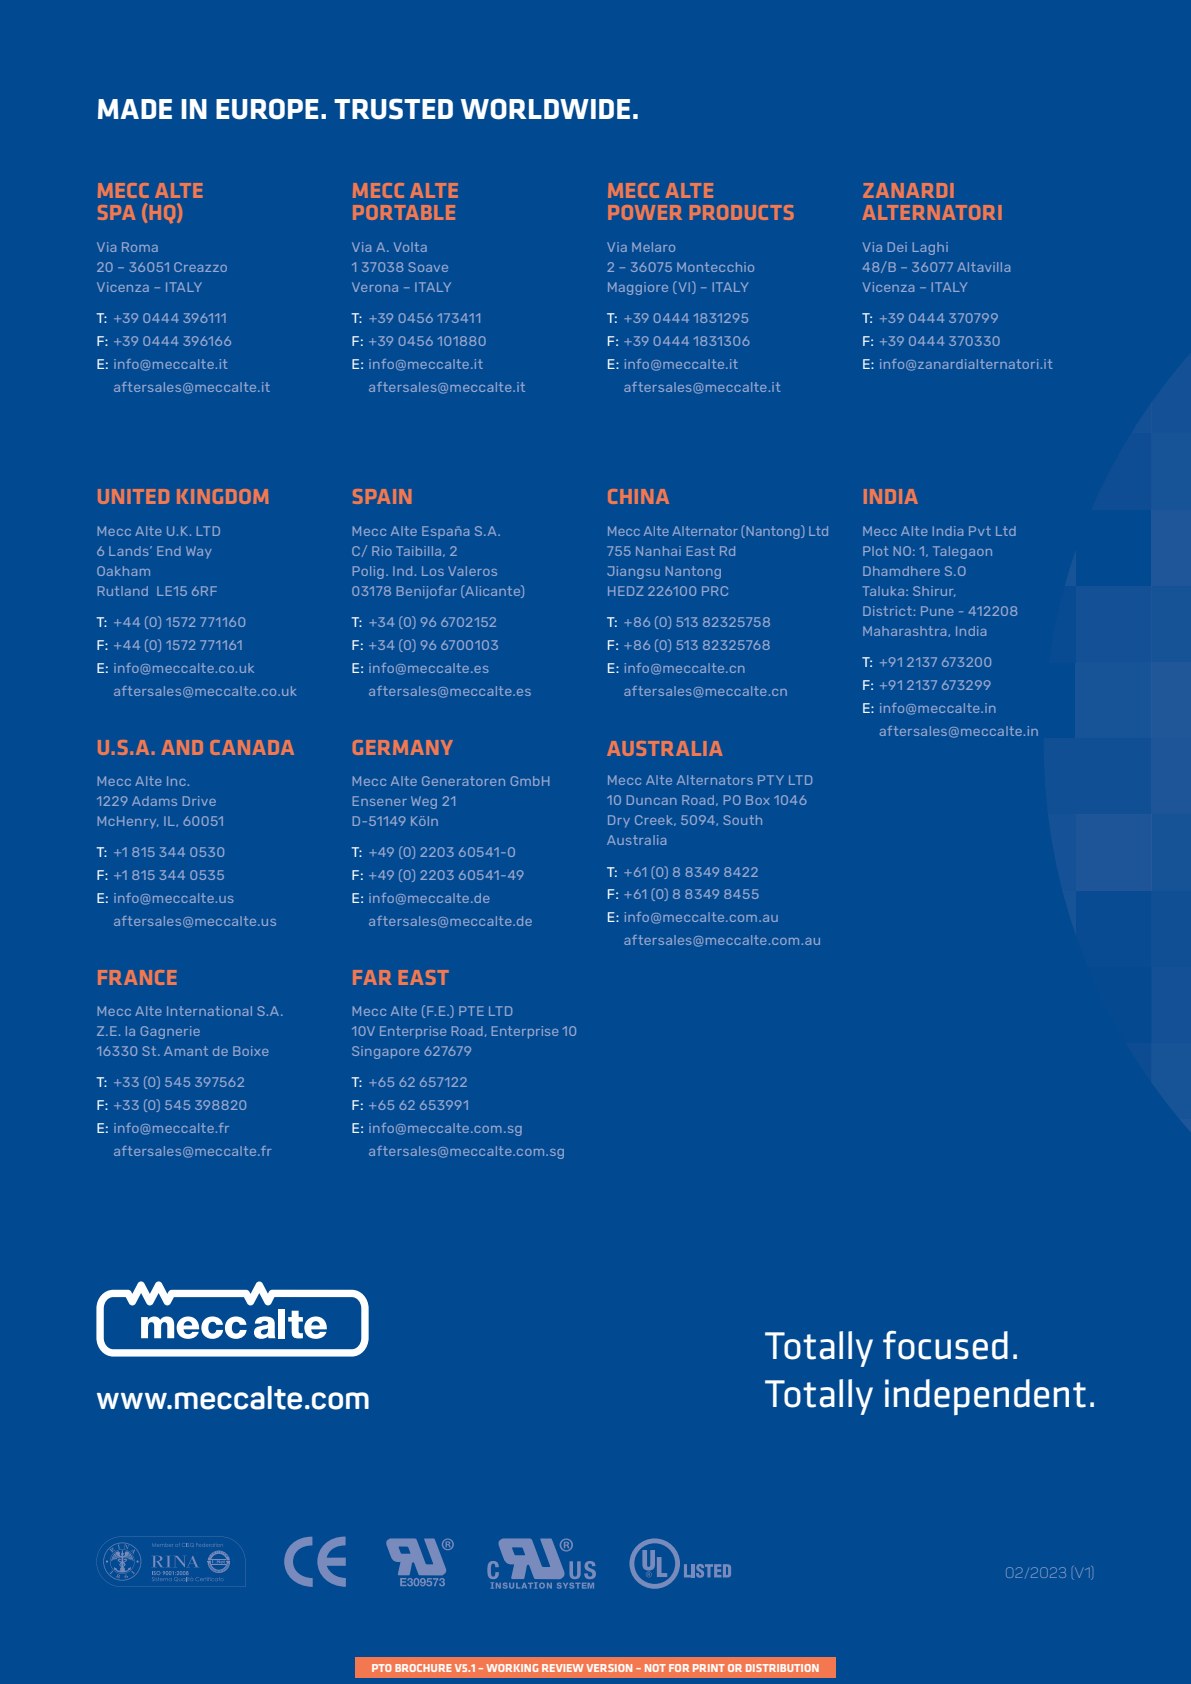 MADE IN EUROPE. TRUSTED WORLDWIDE.
MECC ALTE
SPA (HQ)
Via Roma
20 – 36051 Creazzo
Vicenza – ITALY
T: +39 0444 396111
F: +39 0444 396166
E: info@meccalte.it
aftersales@meccalte.it
MECC ALTE
PORTABLE
Via A. Volta
1 37038 Soave
Verona – ITALY
T: +39 0456 173411
F: +39 0456 101880
E: info@meccalte.it
aftersales@meccalte.it
MECC ALTE
POWER PRODUCTS
Via Melaro
2 – 36075 Montecchio
Maggiore (VI) – ITALY
T: +39 0444 1831295
F: +39 0444 1831306
E: info@meccalte.it
aftersales@meccalte.it
ZANARDI
ALTERNATORI
Via Dei Laghi
48/B – 36077 Altavilla
Vicenza – ITALY
T: +39 0444 370799
F: +39 0444 370330
E: info@zanardialternatori.it
UNITED KINGDOM
Mecc Alte U.K. LTD
6 Lands’ End Way
Oakham
Rutland LE15 6RF
T: +44 (0) 1572 771160
F: +44 (0) 1572 771161
E: info@meccalte.co.uk
aftersales@meccalte.co.uk
SPAIN
Mecc Alte España S.A.
C/ Rio Taibilla, 2
Polig. Ind. Los Valeros
03178 Benijofar (Alicante)
T: +34 (0) 96 6702152
F: +34 (0) 96 6700103
E: info@meccalte.es
aftersales@meccalte.es
CHINA
Mecc Alte Alternator (Nantong) Ltd
755 Nanhai East Rd
Jiangsu Nantong
HEDZ 226100 PRC
T: +86 (0) 513 82325758
F: +86 (0) 513 82325768
E: info@meccalte.cn
aftersales@meccalte.cn
INDIA
Mecc Alte India Pvt Ltd
Plot NO: 1, Talegaon
Dhamdhere S.O
Taluka: Shirur,
District: Pune - 412208
Maharashtra, India
T: +91 2137 673200
F: +91 2137 673299
E: info@meccalte.in
aftersales@meccalte.in
U.S.A. AND CANADA
Mecc Alte Inc.
1229 Adams Drive
McHenry, IL, 60051
T: +1 815 344 0530
F: +1 815 344 0535
E: info@meccalte.us
aftersales@meccalte.us
GERMANY
Mecc Alte Generatoren GmbH
Ensener Weg 21
D-51149 Köln
T: +49 (0) 2203 60541-0
F: +49 (0) 2203 60541-49
E: info@meccalte.de
aftersales@meccalte.de
AUSTRALIA
Mecc Alte Alternators PTY LTD
10 Duncan Road, PO Box 1046
Dry Creek, 5094, South
Australia
T: +61 (0) 8 8349 8422
F: +61 (0) 8 8349 8455
E: info@meccalte.com.au
aftersales@meccalte.com.au
FRANCE
Mecc Alte International S.A.
Z.E. la Gagnerie
16330 St. Amant de Boixe
T: +33 (0) 545 397562
F: +33 (0) 545 398820
E: info@meccalte.fr
aftersales@meccalte.fr
FAR EAST
Mecc Alte (F.E.) PTE LTD
10V Enterprise Road, Enterprise 10
Singapore 627679
T: +65 62 657122
F: +65 62 653991
E: info@meccalte.com.sg
aftersales@meccalte.com.sg
mecc alte
www.meccalte.com
Totally focused.
Totally independent.
Member of CISQ Federation
RINA
ISO 9001:2008
Sistema Qualità Certificato
CE
RU®
E309573
C RU® US
INSULATION SYSTEM
UL® LISTED
02/2023 (V1)
PTO BROCHURE V5.1 – WORKING REVIEW VERSION – NOT FOR PRINT OR DISTRIBUTION